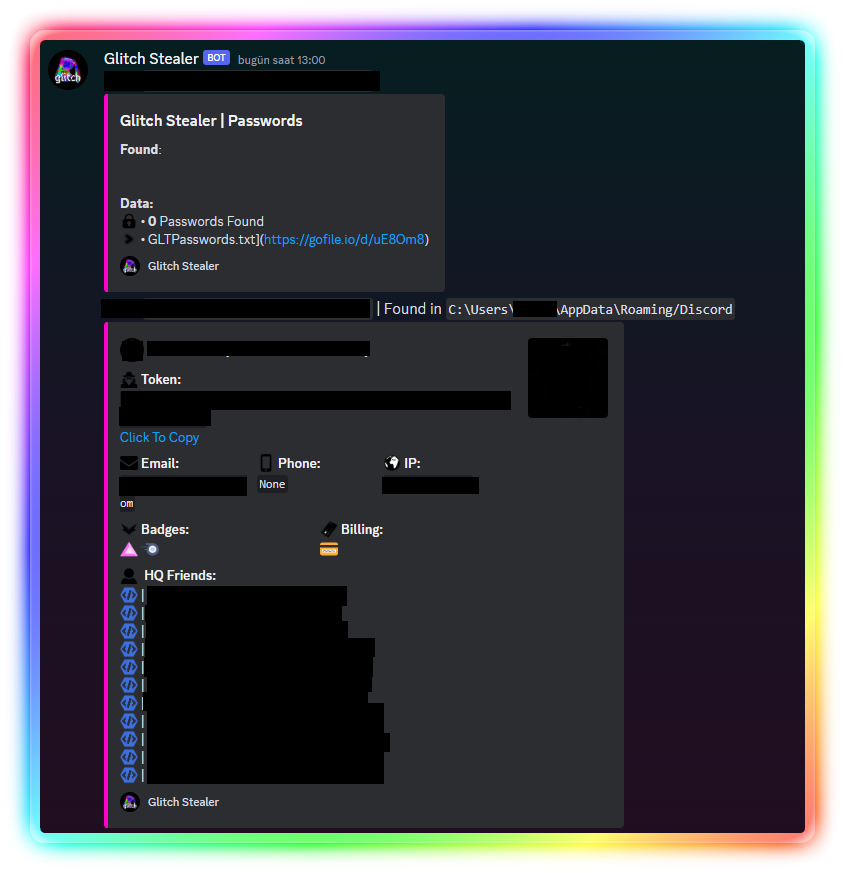 Glitch Stealer BOT bugün saat 13:00
Glitch Stealer | Passwords
Found:
Data:
• 0 Passwords Found
• GLTPasswords.txt](https://gofile.io/d/uE8Om8)
Glitch Stealer
| Found in C:\Users\ \AppData\Roaming/Discord
Token:
Click To Copy
Email: Phone: IP:
None
om
Badges: Billing:
HQ Friends:
|
|
|
|
|
|
|
|
|
|
|
Glitch Stealer